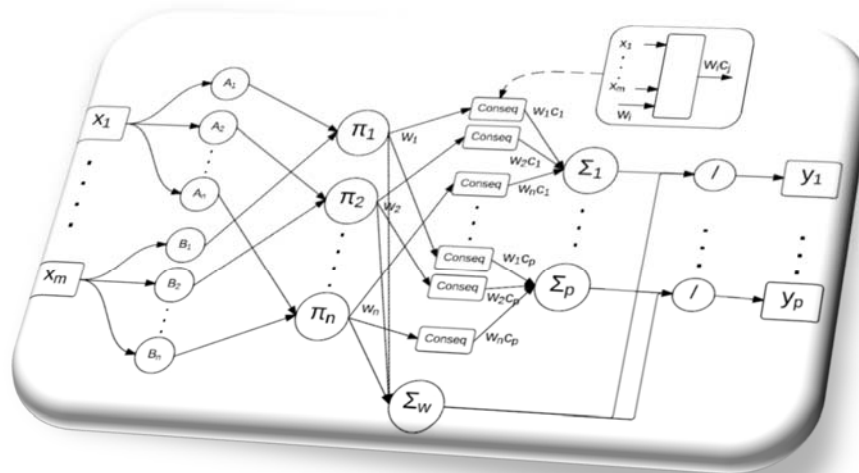 x₁
xₘ
A₁
A₂
Aₙ
B₁
B₂
Bₙ
π₁
π₂
πₙ
w₁
w₂
wₙ
Conseq
Conseq
Conseq
Conseq
Conseq
Conseq
w₁c₁
w₂c₁
wₙc₁
w₁cₚ
w₂cₚ
wₙcₚ
Σ₁
Σₚ
Σw
/
/
y₁
yₚ
x₁
xₘ
wᵢ
wᵢcⱼ